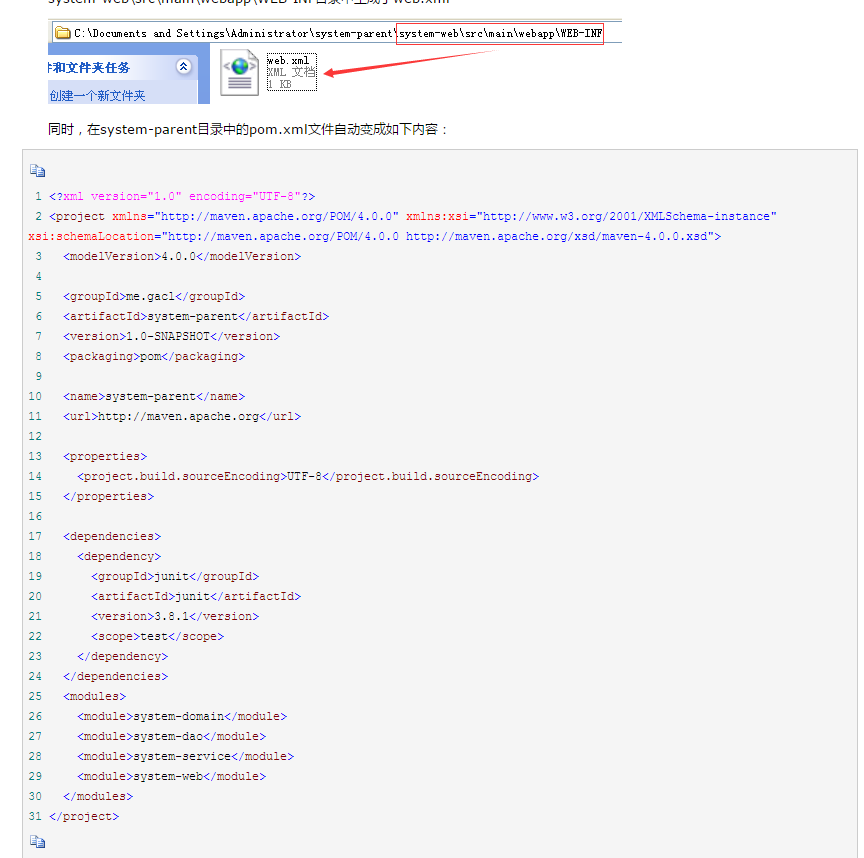 system-web\src\main\webapp\WEB-INF目录中生成了web.xml
C:\Documents and Settings\Administrator\system-parent\system-web\src\main\webapp\WEB-INF
件和文件夹任务
创建一个新文件夹
web.xml
XML 文档
1 KB
同时，在system-parent目录中的pom.xml文件自动变成如下内容：
1 <?xml version="1.0" encoding="UTF-8"?>
2 <project xmlns="http://maven.apache.org/POM/4.0.0" xmlns:xsi="http://www.w3.org/2001/XMLSchema-instance"
xsi:schemaLocation="http://maven.apache.org/POM/4.0.0 http://maven.apache.org/xsd/maven-4.0.0.xsd">
3   <modelVersion>4.0.0</modelVersion>
4
5   <groupId>me.gacl</groupId>
6   <artifactId>system-parent</artifactId>
7   <version>1.0-SNAPSHOT</version>
8   <packaging>pom</packaging>
9
10   <name>system-parent</name>
11   <url>http://maven.apache.org</url>
12
13   <properties>
14     <project.build.sourceEncoding>UTF-8</project.build.sourceEncoding>
15   </properties>
16
17   <dependencies>
18     <dependency>
19       <groupId>junit</groupId>
20       <artifactId>junit</artifactId>
21       <version>3.8.1</version>
22       <scope>test</scope>
23     </dependency>
24   </dependencies>
25   <modules>
26     <module>system-domain</module>
27     <module>system-dao</module>
28     <module>system-service</module>
29     <module>system-web</module>
30   </modules>
31 </project>